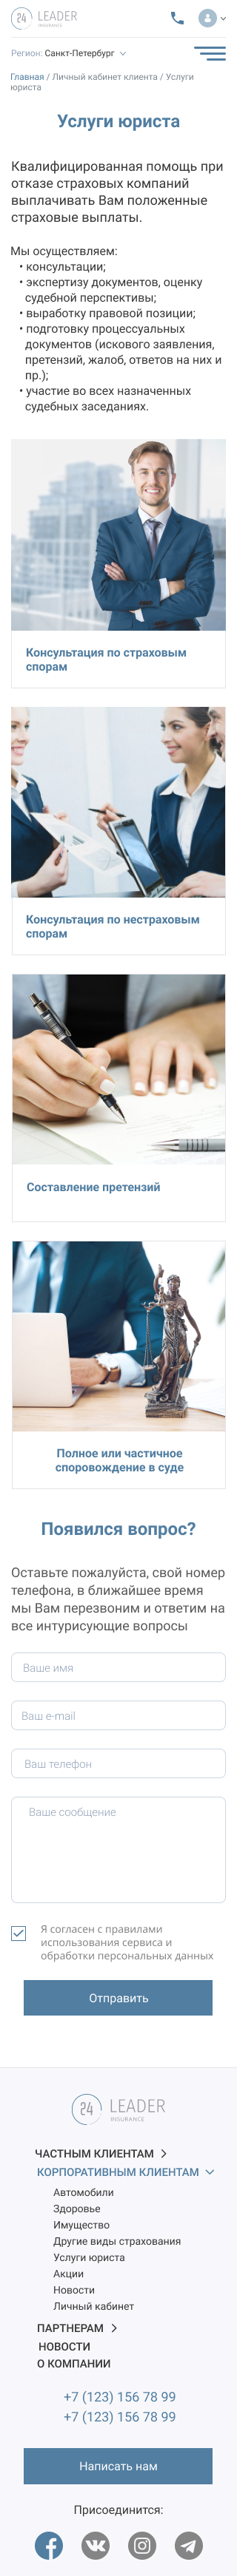 24 LEADER
INSURANCE
Регион: Санкт-Петербург
Главная / Личный кабинет клиента / Услуги
юриста
Услуги юриста
Квалифицированная помощь при
отказе страховых компаний
выплачивать Вам положенные
страховые выплаты.
Мы осуществляем:
• консультации;
• экспертизу документов, оценку
судебной перспективы;
• выработку правовой позиции;
• подготовку процессуальных
документов (искового заявления,
претензий, жалоб, ответов на них и
пр.);
• участие во всех назначенных
судебных заседаниях.
Консультация по страховым
спорам
Консультация по нестраховым
спорам
Составление претензий
Полное или частичное
споровождение в суде
Появился вопрос?
Оставьте пожалуйста, свой номер
телефона, в ближайшее время
мы Вам перезвоним и ответим на
все интурисующие вопросы
Ваше имя
Ваш e-mail
Ваш телефон
Ваше сообщение
Я согласен с правилами
использования сервиса и
обработки персональных данных
Отправить
24 LEADER
INSURANCE
ЧАСТНЫМ КЛИЕНТАМ
КОРПОРАТИВНЫМ КЛИЕНТАМ
Автомобили
Здоровье
Имущество
Другие виды страхования
Услуги юриста
Акции
Новости
Личный кабинет
ПАРТНЕРАМ
НОВОСТИ
О КОМПАНИИ
+7 (123) 156 78 99
+7 (123) 156 78 99
Написать нам
Присоединится: